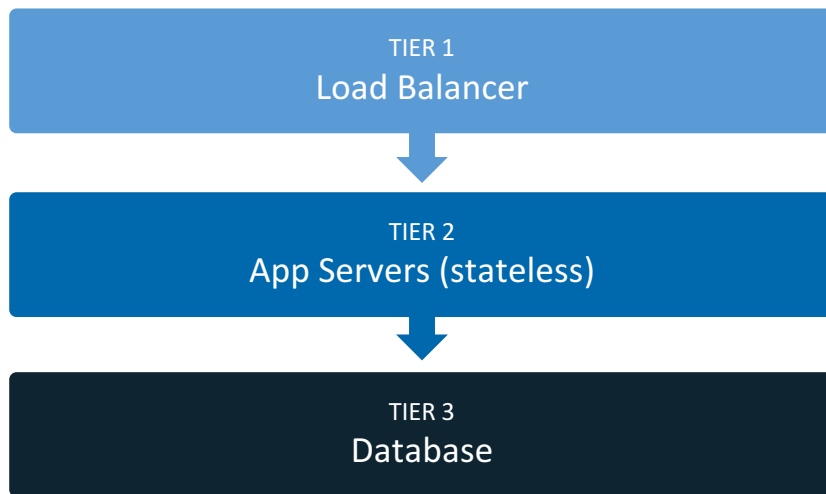 TIER 1
Load Balancer
TIER 2
App Servers (stateless)
TIER 3
Database